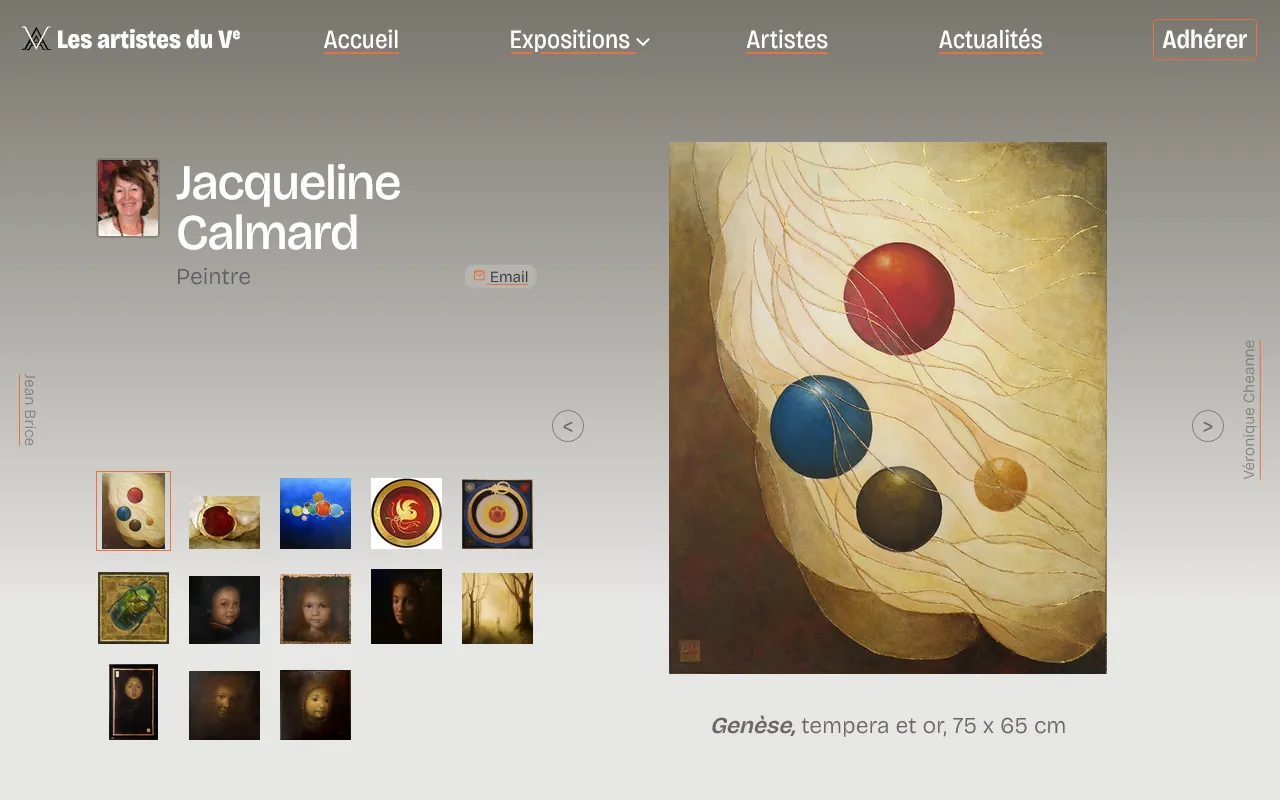 Les artistes du Vᵉ
Accueil
Expositions
Artistes
Actualités
Adhérer
Jacqueline
Calmard
Peintre
Email
Jean Brice
<
>
Véronique Cheanne
Genèse, tempera et or, 75 x 65 cm